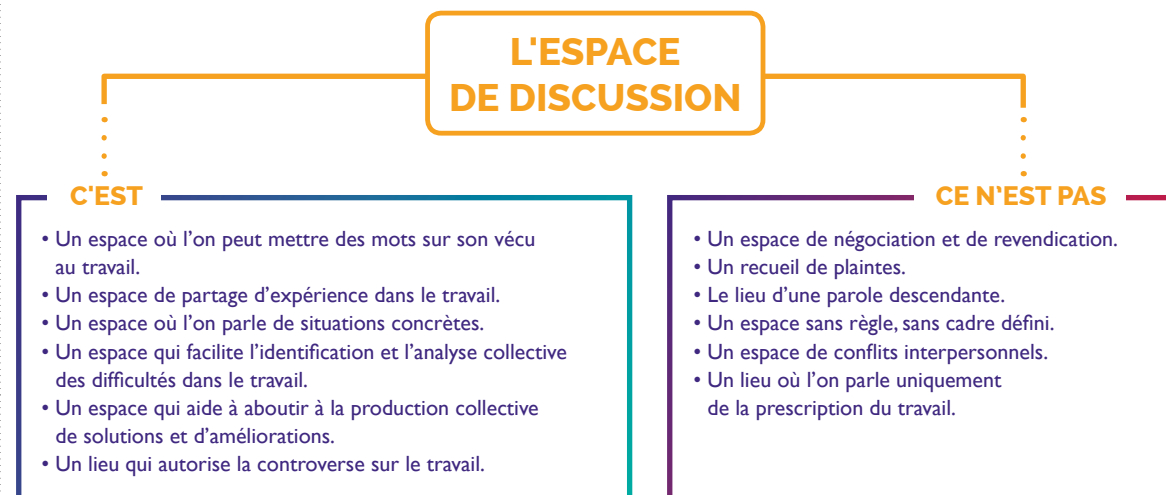 L'ESPACE
DE DISCUSSION
C'EST
• Un espace où l’on peut mettre des mots sur son vécu
au travail.
• Un espace de partage d’expérience dans le travail.
• Un espace où l’on parle de situations concrètes.
• Un espace qui facilite l’identification et l’analyse collective
des difficultés dans le travail.
• Un espace qui aide à aboutir à la production collective
de solutions et d’améliorations.
• Un lieu qui autorise la controverse sur le travail.
CE N’EST PAS
• Un espace de négociation et de revendication.
• Un recueil de plaintes.
• Le lieu d’une parole descendante.
• Un espace sans règle, sans cadre défini.
• Un espace de conflits interpersonnels.
• Un lieu où l’on parle uniquement
de la prescription du travail.